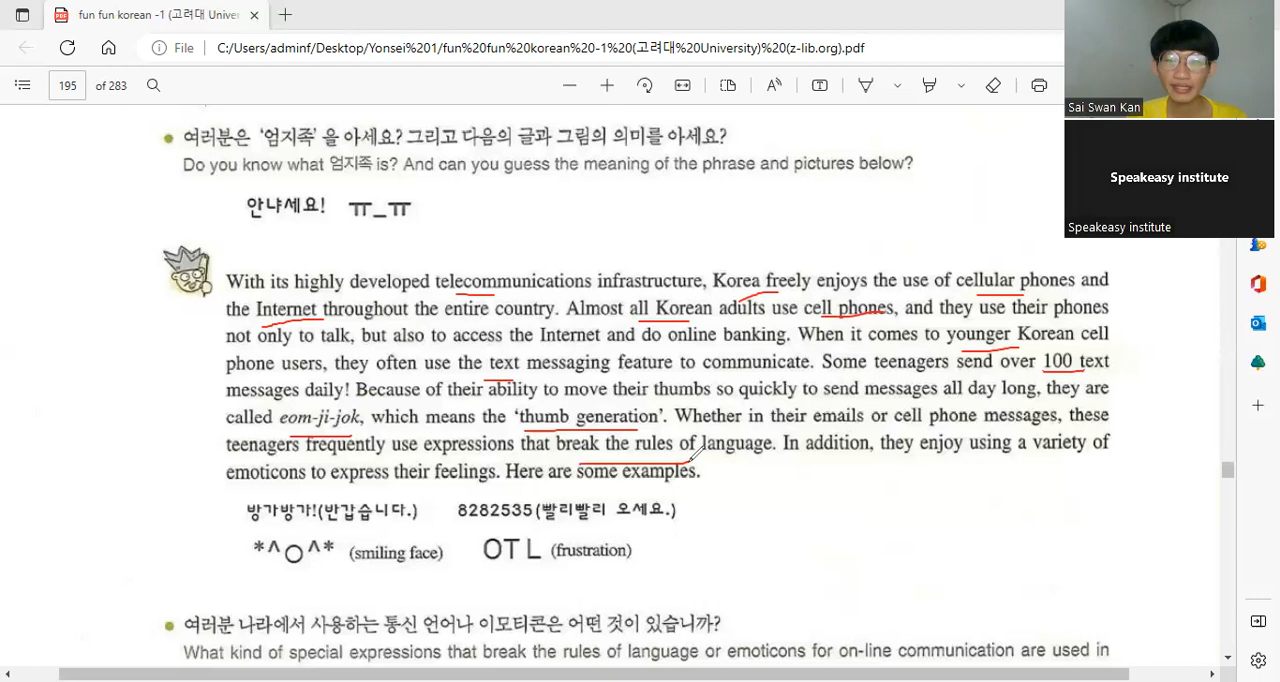 fun fun korean -1 (고려대 Univer
File
C:/Users/adminf/Desktop/Yonsei%201/fun%20fun%20korean%20-1%20(고려대%20University)%20(z-lib.org).pdf
195 of 283
Sai Swan Kan
Speakeasy institute
Speakeasy institute
여러분은 '엄지족'을 아세요? 그리고 다음의 글과 그림의 의미를 아세요?
Do you know what 엄지족 is? And can you guess the meaning of the phrase and pictures below?
안냐세요! ㅠ_ㅠ
With its highly developed telecommunications infrastructure, Korea freely enjoys the use of cellular phones and
the Internet throughout the entire country. Almost all Korean adults use cell phones, and they use their phones
not only to talk, but also to access the Internet and do online banking. When it comes to younger Korean cell
phone users, they often use the text messaging feature to communicate. Some teenagers send over 100 text
messages daily! Because of their ability to move their thumbs so quickly to send messages all day long, they are
called eom-ji-jok, which means the 'thumb generation'. Whether in their emails or cell phone messages, these
teenagers frequently use expressions that break the rules of language. In addition, they enjoy using a variety of
emoticons to express their feelings. Here are some examples.
방가방가!(반갑습니다.) 8282535(빨리빨리 오세요.)
*^○^* (smiling face) OTL (frustration)
여러분 나라에서 사용하는 통신 언어나 이모티콘은 어떤 것이 있습니까?
What kind of special expressions that break the rules of language or emoticons for on-line communication are used in